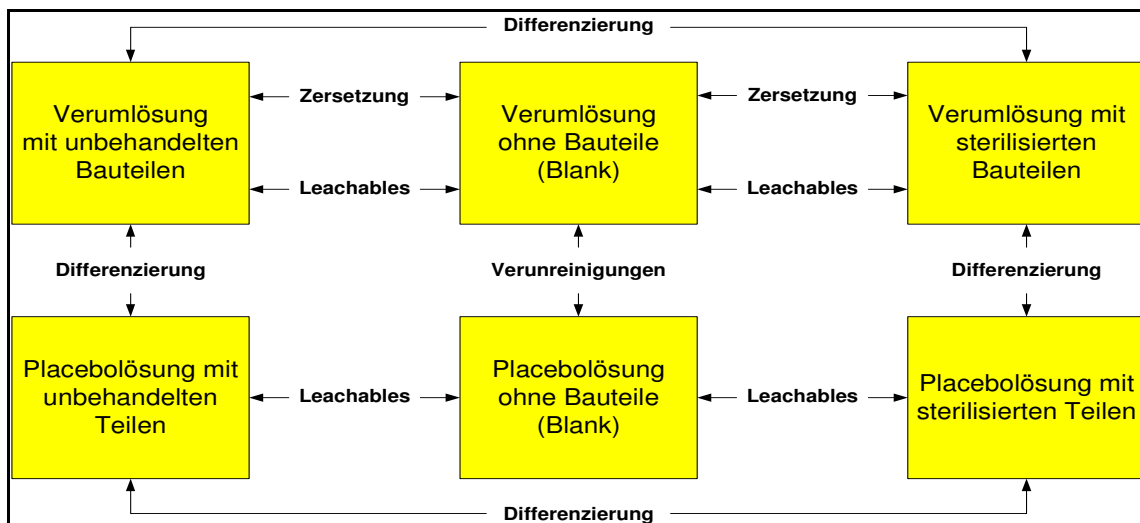 Differenzierung
Verumlösung
mit unbehandelten
Bauteilen
Zersetzung
Leachables
Verumlösung
ohne Bauteile
(Blank)
Zersetzung
Leachables
Verumlösung mit
sterilisierten
Bauteilen
Differenzierung
Verunreinigungen
Differenzierung
Placebolösung mit
unbehandelten
Teilen
Leachables
Placebolösung
ohne Bauteile
(Blank)
Leachables
Placebolösung mit
sterilisierten Teilen
Differenzierung